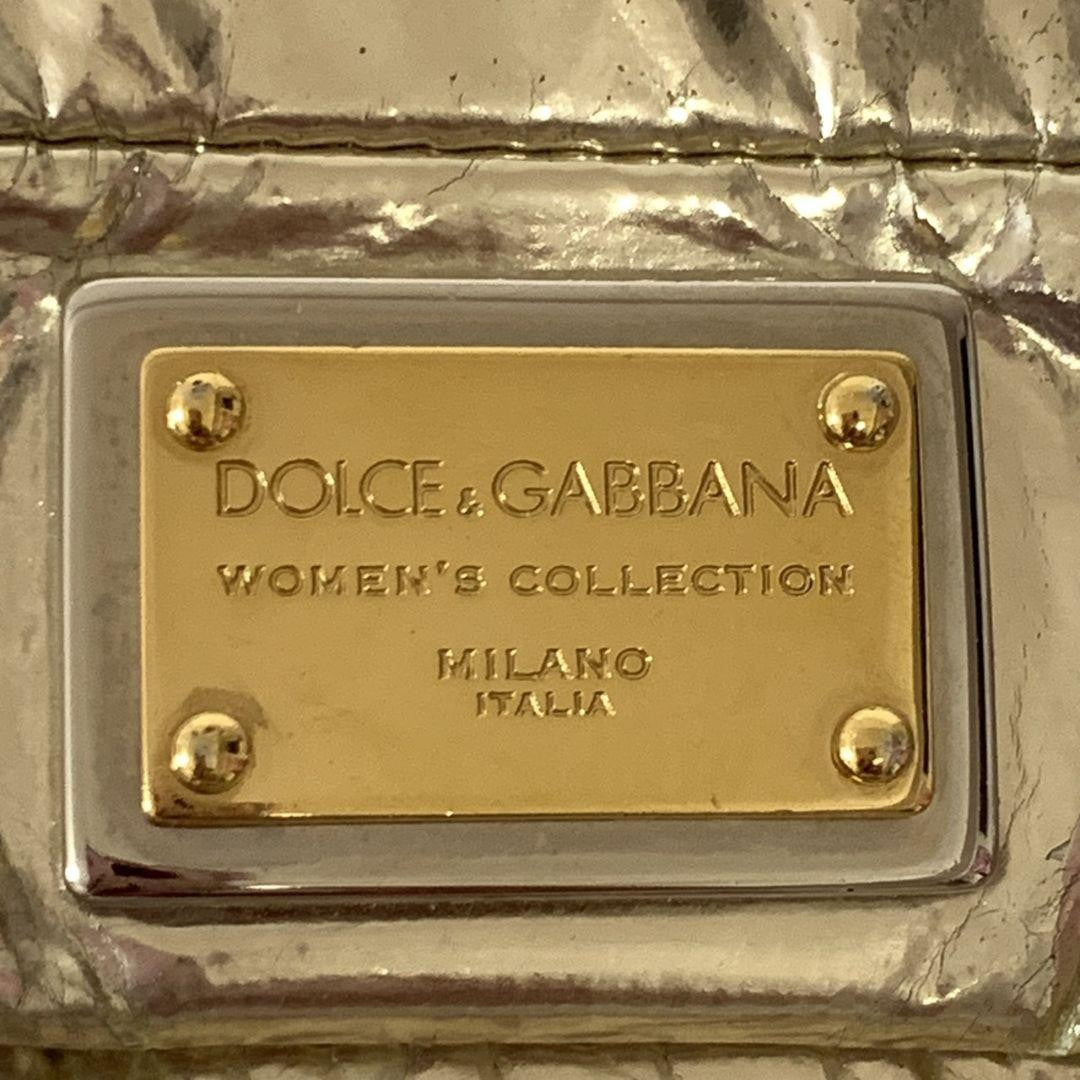 DOLCE & GABBANA
WOMEN'S COLLECTION
MILANO
ITALIA